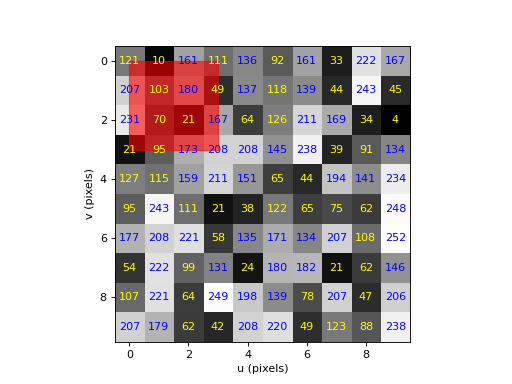 0 121 10 161 111 136 92 161 33 222 167
207 103 180 49 137 118 139 44 243 45
2 231 70 21 167 64 126 211 169 34 4
21 95 173 208 208 145 238 39 91 134
4 127 115 159 211 151 65 44 194 141 234
95 243 111 21 38 122 65 75 62 248
6 177 208 221 58 135 171 134 207 108 252
54 222 99 131 24 180 182 21 62 146
8 107 221 64 249 198 139 78 207 47 206
207 179 62 42 208 220 49 123 88 238
0 2 4 6 8
u (pixels)
v (pixels)